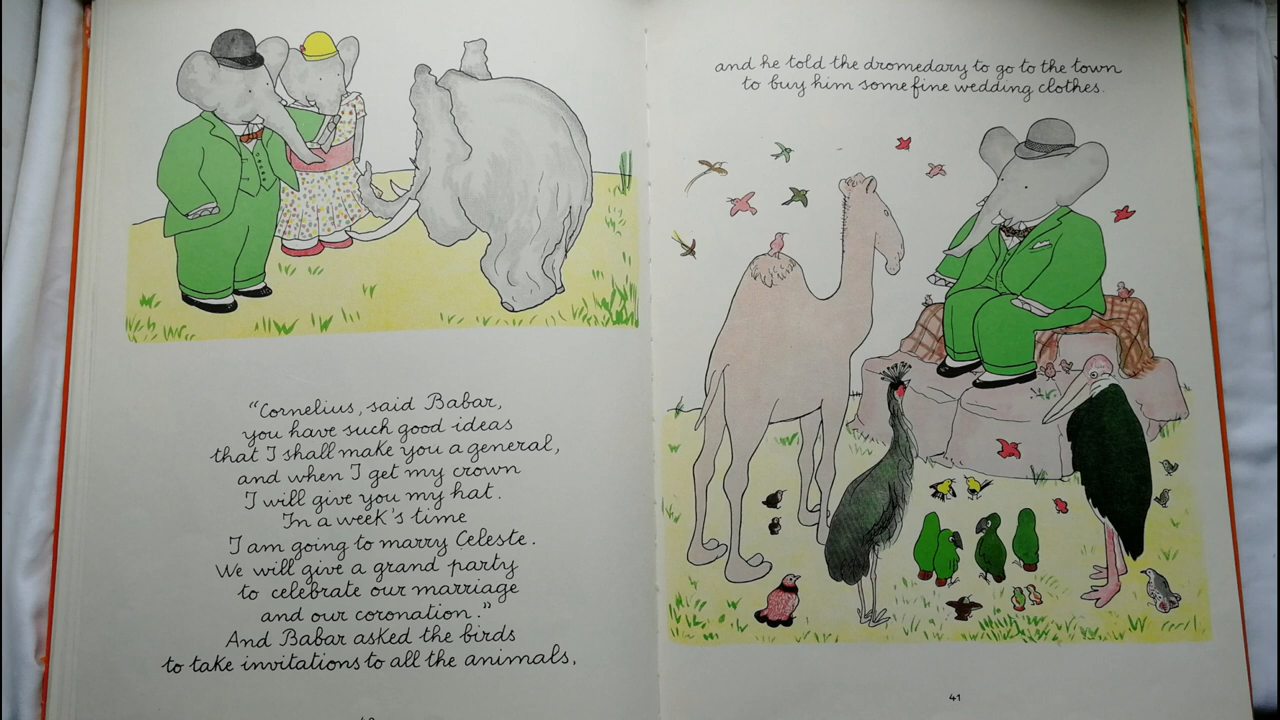 "Cornelius, said Babar,
you have such good ideas
that I shall make you a general,
and when I get my crown
I will give you my hat.
In a week's time
I am going to marry Celeste.
We will give a grand party
to celebrate our marriage
and our coronation."
And Babar asked the birds
to take invitations to all the animals,
and he told the dromedary to go to the town
to buy him some fine wedding clothes.
41